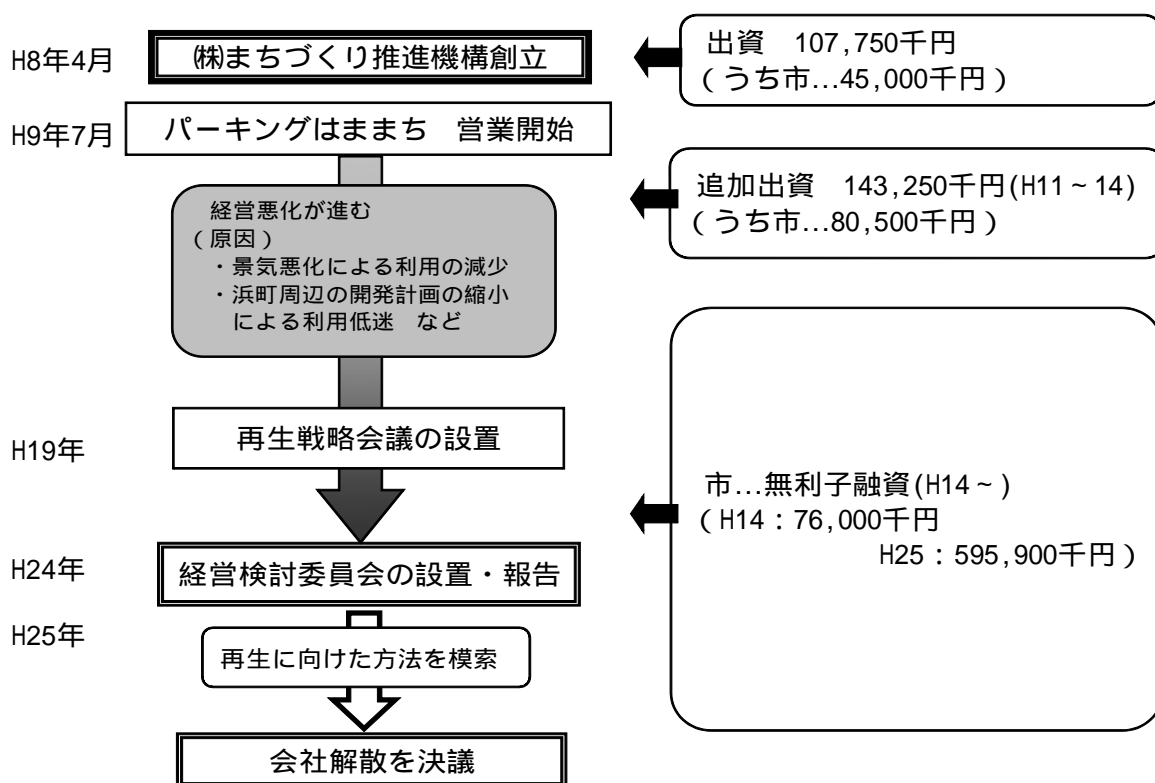 H8年4月
㈱まちづくり推進機構創立
出資　107,750千円
（うち市…45,000千円）
H9年7月
パーキングはままち　営業開始
追加出資　143,250千円(H11～14)
（うち市…80,500千円）
経営悪化が進む
（原因）
・景気悪化による利用の減少
・浜町周辺の開発計画の縮小
による利用低迷　など
H19年
再生戦略会議の設置
市…無利子融資(H14～)
（H14：76,000千円
H25：595,900千円）
H24年
経営検討委員会の設置・報告
H25年
再生に向けた方法を模索
会社解散を決議